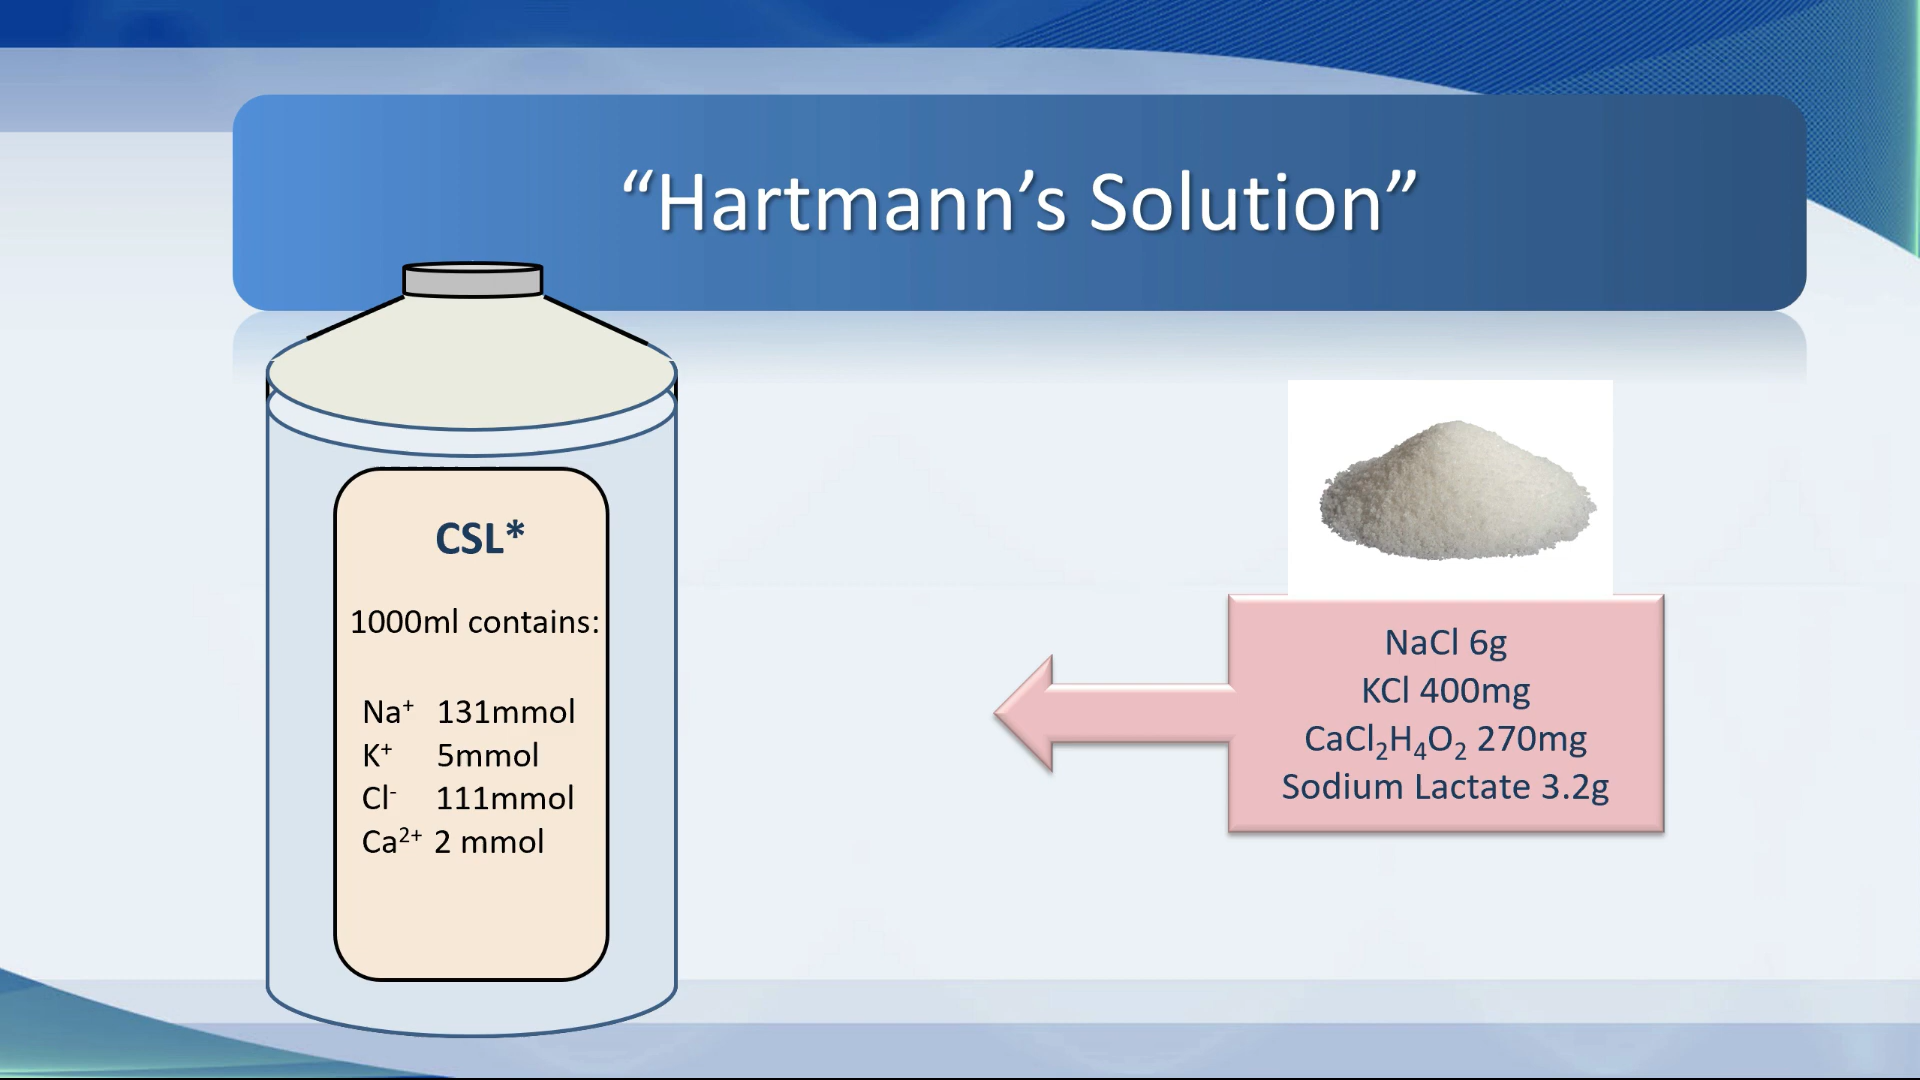 “Hartmann’s Solution”
CSL*
1000ml contains:
Na⁺ 131mmol
K⁺ 5mmol
Cl⁻ 111mmol
Ca²⁺ 2 mmol
NaCl 6g
KCl 400mg
CaCl₂H₄O₂ 270mg
Sodium Lactate 3.2g